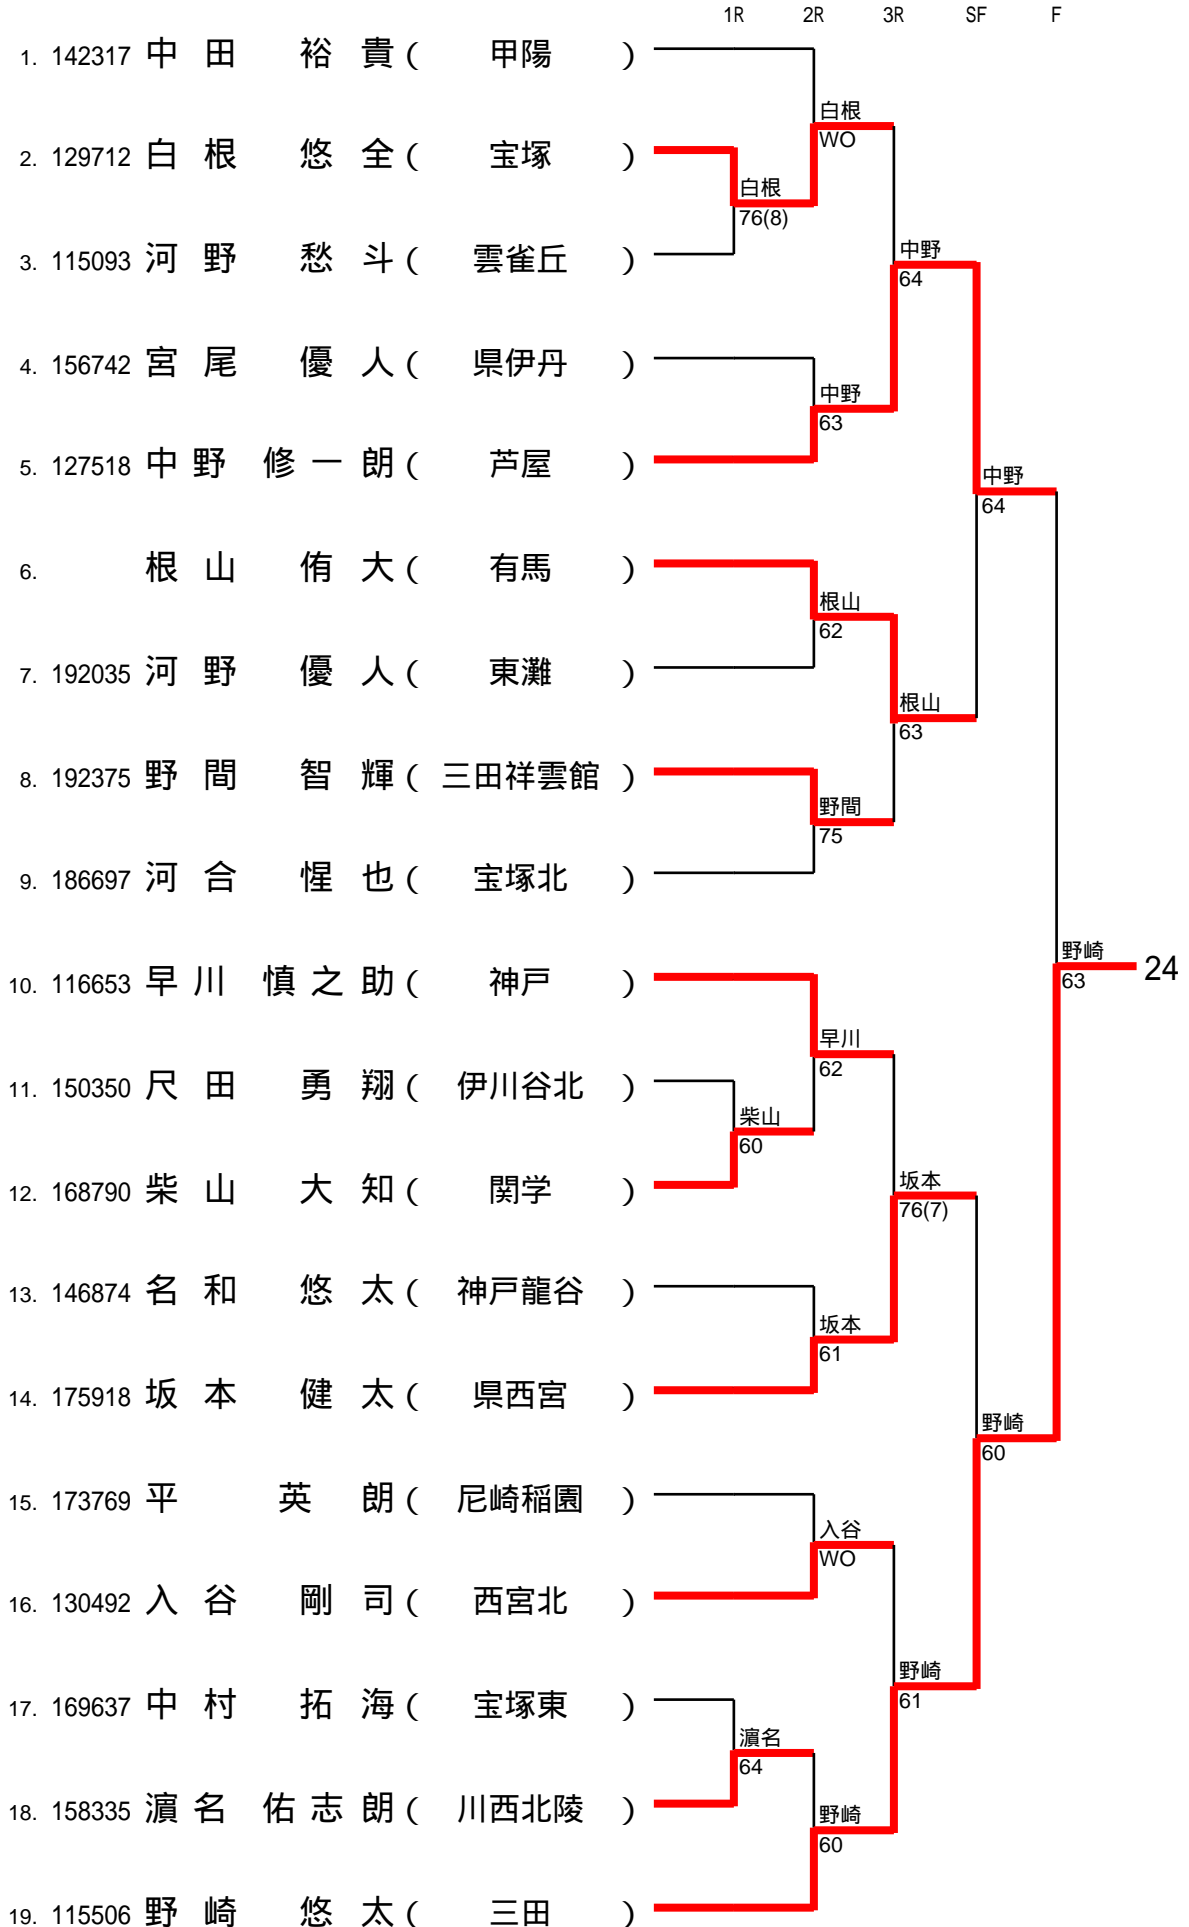 1R 2R 3R SF F
1. 142317 中田 裕貴 ( 甲陽 )
白根
WO
2. 129712 白根 悠全 ( 宝塚 )
白根
76(8)
3. 115093 河野 愁斗 ( 雲雀丘 )
中野
64
4. 156742 宮尾 優人 ( 県伊丹 )
中野
63
5. 127518 中野 修一朗 ( 芦屋 )
中野
64
6. 根山 侑大 ( 有馬 )
根山
62
7. 192035 河野 優人 ( 東灘 )
根山
63
8. 192375 野間 智輝 ( 三田祥雲館 )
野間
75
9. 186697 河合 惺也 ( 宝塚北 )
野崎 24
63
10. 116653 早川 慎之助 ( 神戸 )
早川
62
11. 150350 尺田 勇翔 ( 伊川谷北 )
柴山
60
12. 168790 柴山 大知 ( 関学 )
坂本
76(7)
13. 146874 名和 悠太 ( 神戸龍谷 )
坂本
61
14. 175918 坂本 健太 ( 県西宮 )
野崎
60
15. 173769 平 英朗 ( 尼崎稲園 )
入谷
WO
16. 130492 入谷 剛司 ( 西宮北 )
野崎
61
17. 169637 中村 拓海 ( 宝塚東 )
濵名
64
18. 158335 濵名 佑志朗 ( 川西北陵 )
野崎
60
19. 115506 野崎 悠太 ( 三田 )